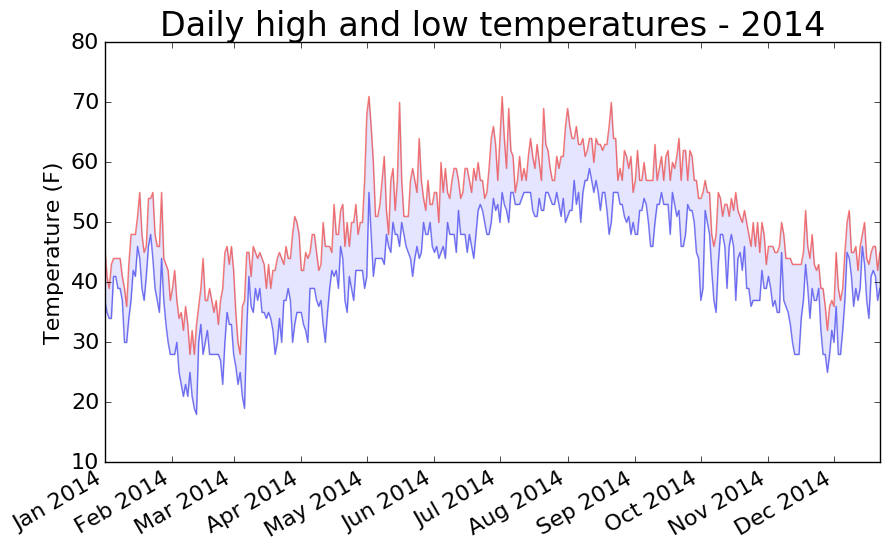 Daily high and low temperatures - 2014
Temperature (F)
80
70
60
50
40
30
20
10
Jan 2014
Feb 2014
Mar 2014
Apr 2014
May 2014
Jun 2014
Jul 2014
Aug 2014
Sep 2014
Oct 2014
Nov 2014
Dec 2014